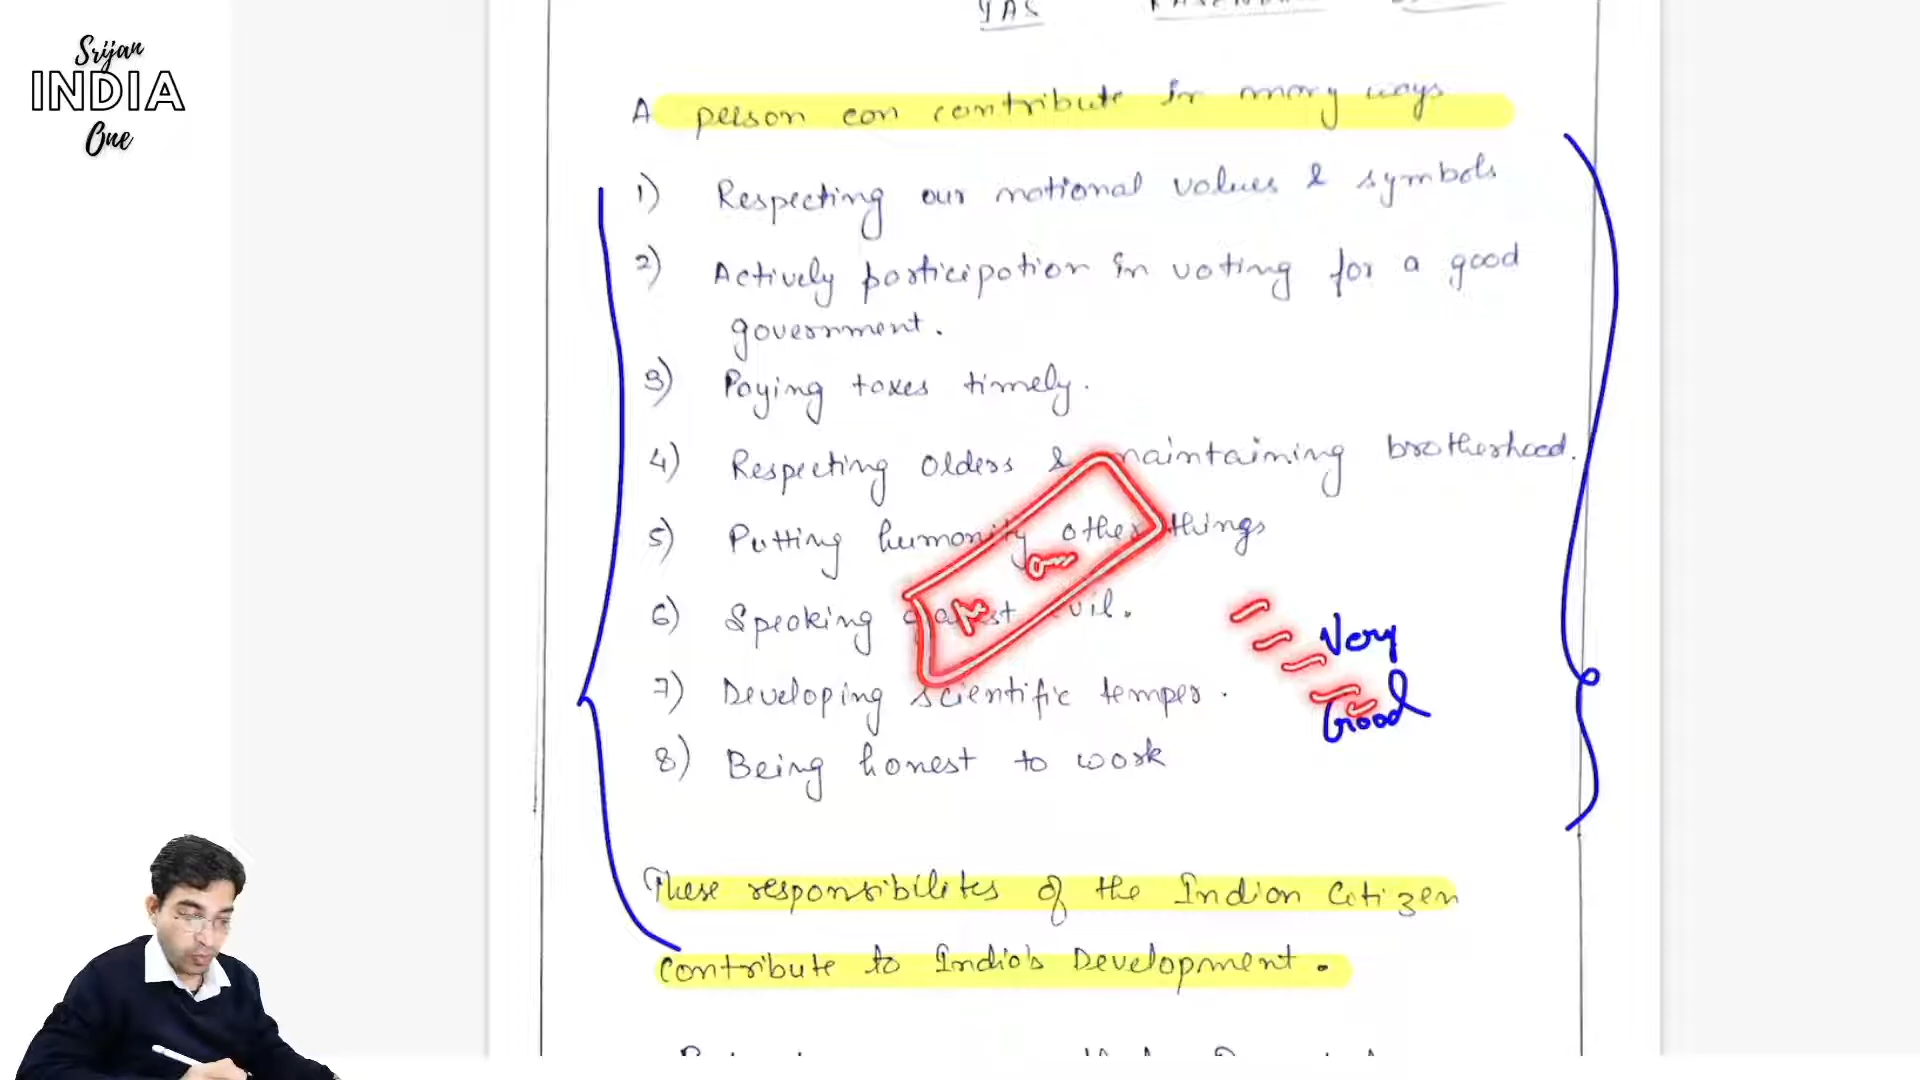 Srijan
INDIA
One
IAS
A person can contribute in many ways
1) Respecting our national values & symbols
2) Actively participation in voting for a good
government.
3) Paying taxes timely.
4) Respecting olders & maintaining brotherhood.
5) Putting humanity other things
6) Speaking against evil.
7) Developing scientific temper.
8) Being honest to work
Very
Good
These responsibilites of the Indian Citizen
contribute to India's Development.